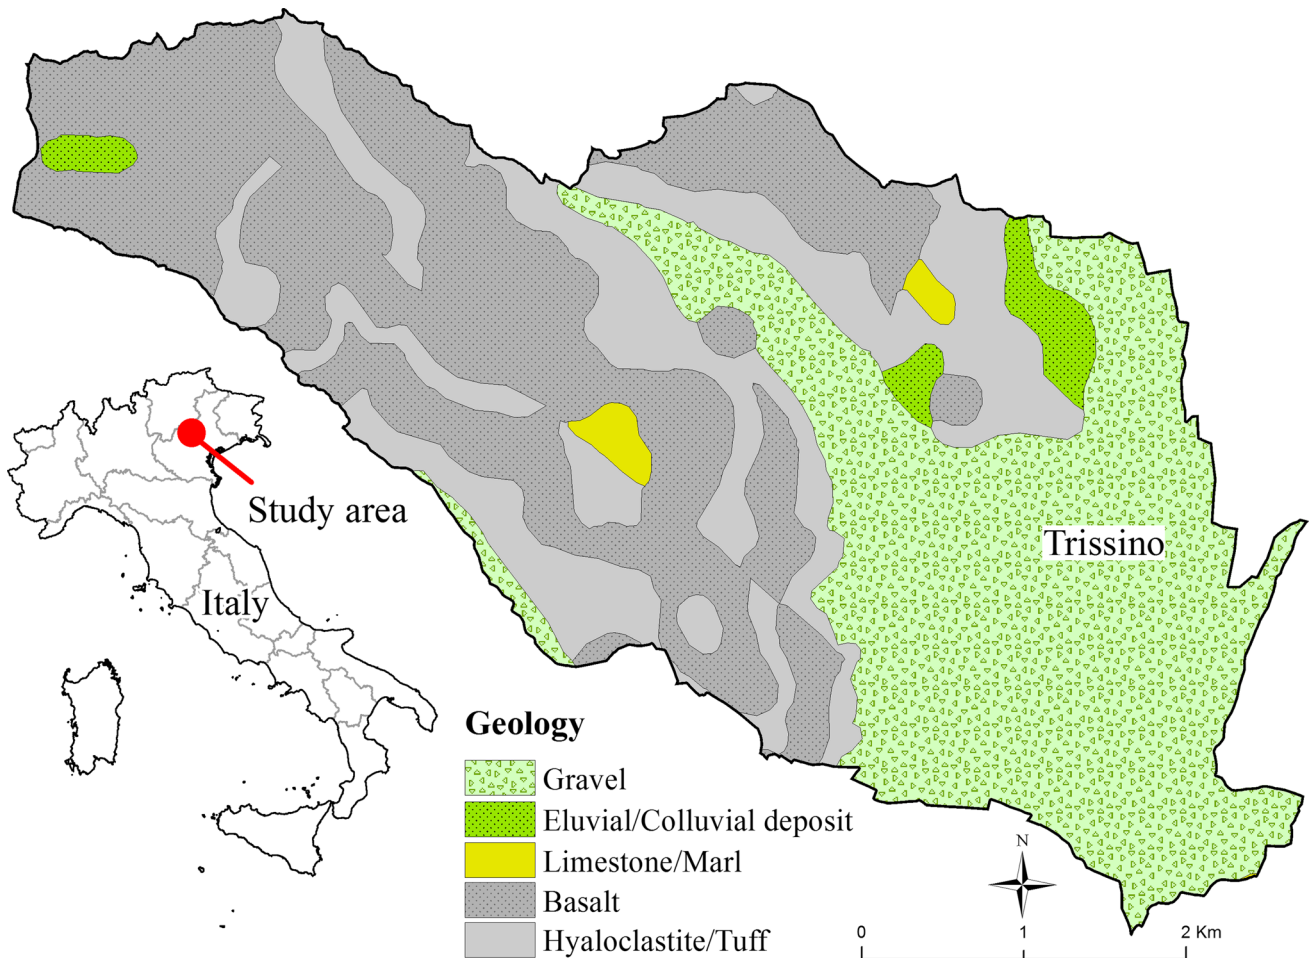 Trissino
Study area
Italy
Geology
Gravel
Eluvial/Colluvial deposit
Limestone/Marl
Basalt
Hyaloclastite/Tuff
N
0 1 2 Km